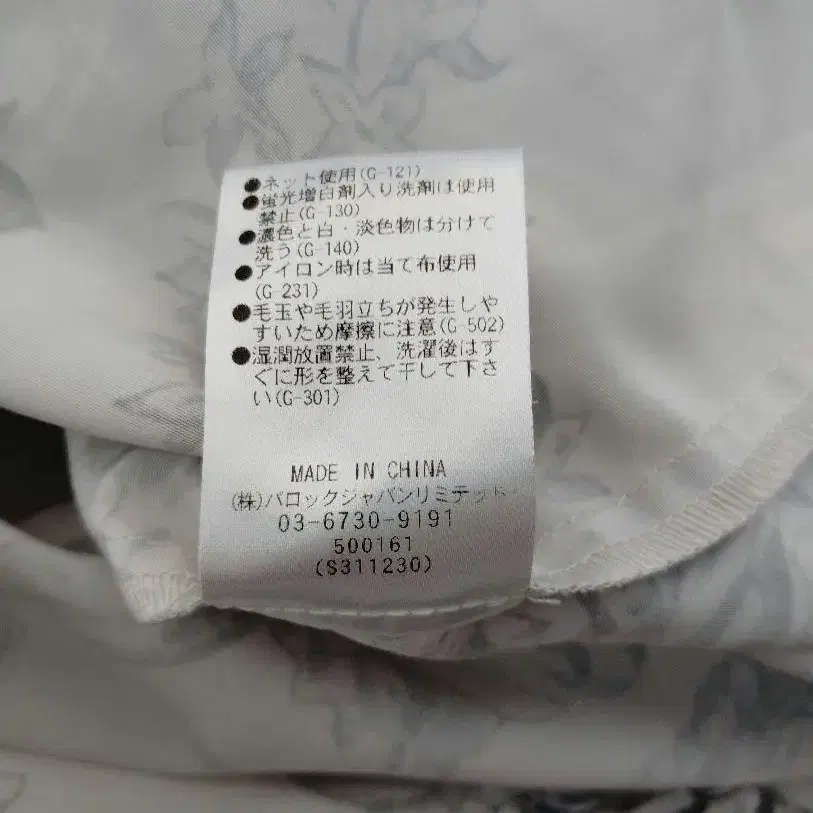 ●ネット使用(G-121)
●蛍光増白剤入り洗剤は使用
禁止(G-130)
●濃色と白・淡色物は分けて
洗う(G-140)
●アイロン時は当て布使用
(G-231)
●毛玉や毛羽立ちが発生しや
すいため摩擦に注意(G-502)
●湿潤放置禁止、洗濯後はす
ぐに形を整えて干して下さ
い(G-301)
MADE IN CHINA
(株)バロックジャパンリミテッド
03-6730-9191
500161
(S311230)